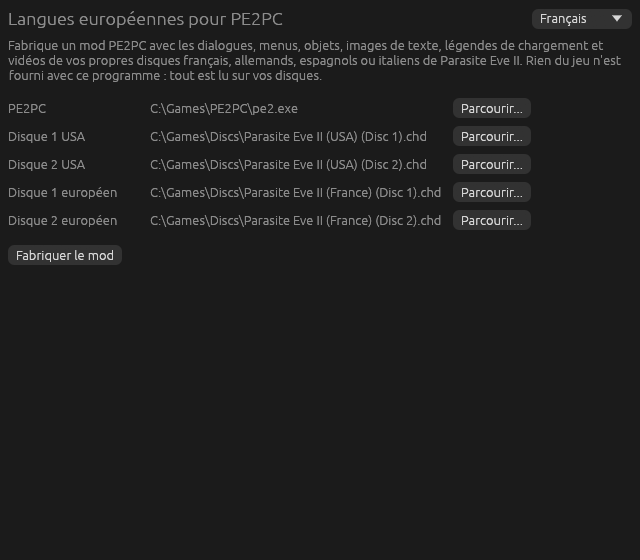 Langues européennes pour PE2PC
Français
Fabrique un mod PE2PC avec les dialogues, menus, objets, images de texte, légendes de chargement et
vidéos de vos propres disques français, allemands, espagnols ou italiens de Parasite Eve II. Rien du jeu n'est
fourni avec ce programme : tout est lu sur vos disques.
PE2PC C:\Games\PE2PC\pe2.exe Parcourir...
Disque 1 USA C:\Games\Discs\Parasite Eve II (USA) (Disc 1).chd Parcourir...
Disque 2 USA C:\Games\Discs\Parasite Eve II (USA) (Disc 2).chd Parcourir...
Disque 1 européen C:\Games\Discs\Parasite Eve II (France) (Disc 1).chd Parcourir...
Disque 2 européen C:\Games\Discs\Parasite Eve II (France) (Disc 2).chd Parcourir...
Fabriquer le mod